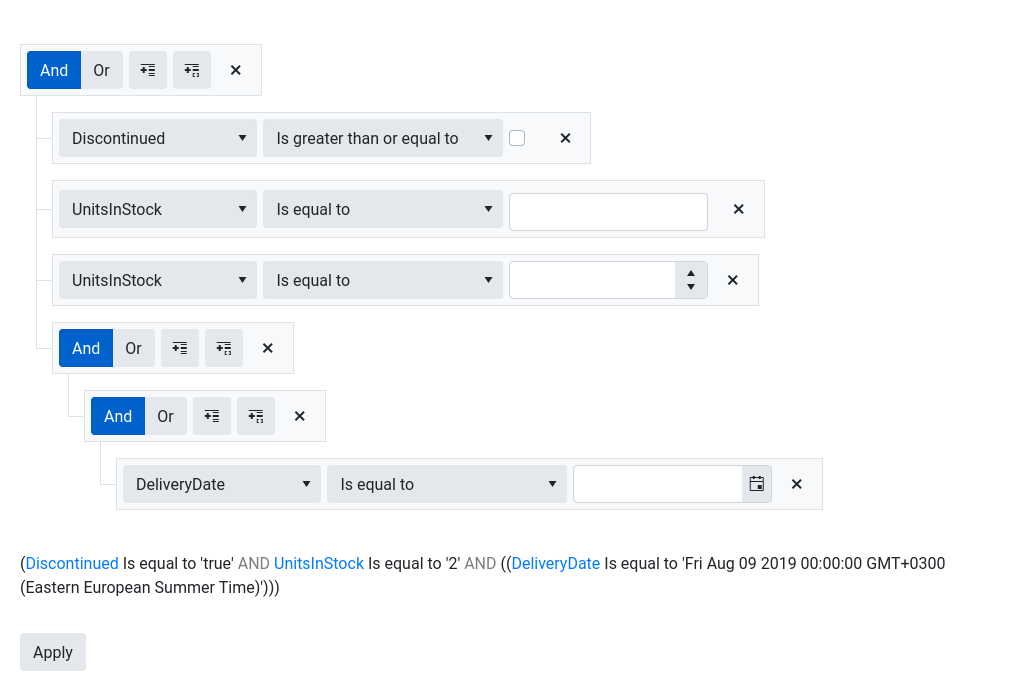 And Or
Discontinued Is greater than or equal to
UnitsInStock Is equal to
UnitsInStock Is equal to
And Or
And Or
DeliveryDate Is equal to
(Discontinued Is equal to 'true' AND UnitsInStock Is equal to '2' AND ((DeliveryDate Is equal to 'Fri Aug 09 2019 00:00:00 GMT+0300
(Eastern European Summer Time)')))
Apply